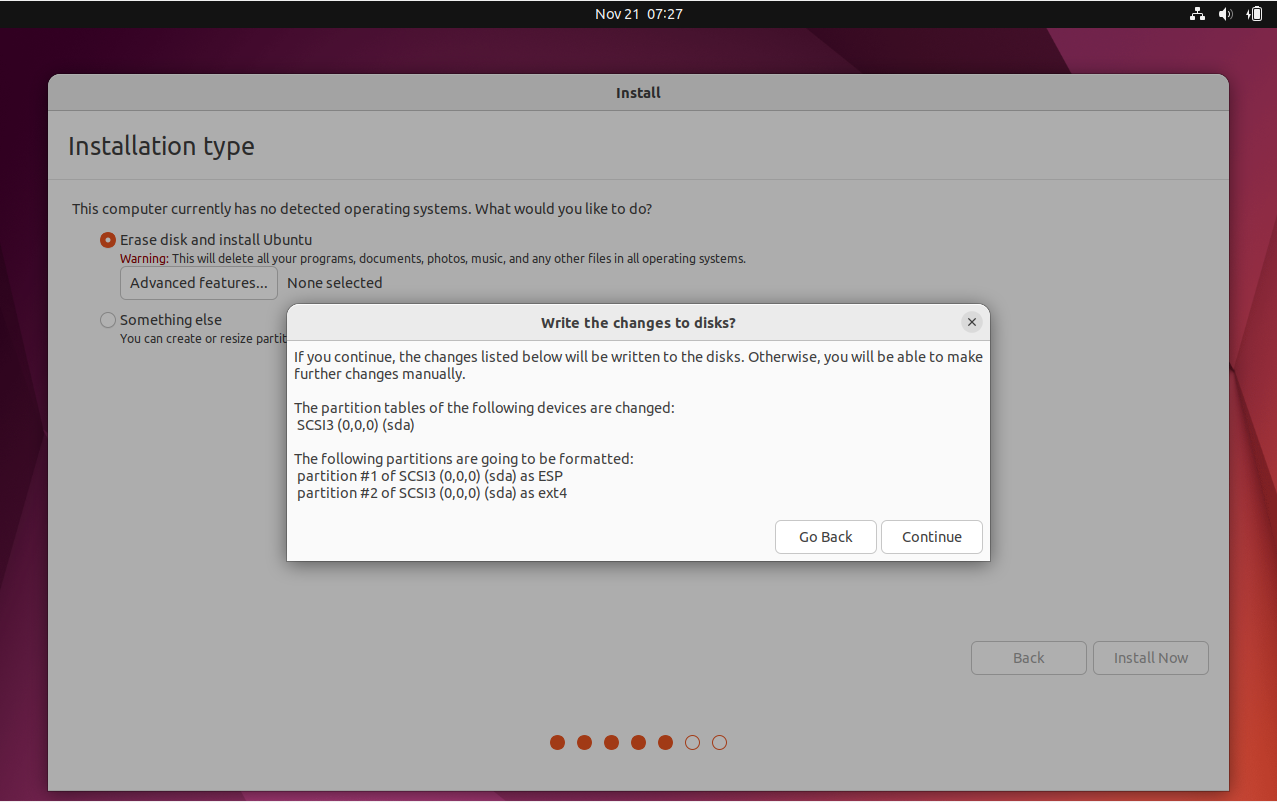 Nov 21 07:27
Install
Installation type
This computer currently has no detected operating systems. What would you like to do?
Erase disk and install Ubuntu
Warning: This will delete all your programs, documents, photos, music, and any other files in all operating systems.
Advanced features... None selected
Something else
You can create or resize partit
Write the changes to disks?
If you continue, the changes listed below will be written to the disks. Otherwise, you will be able to make
further changes manually.
The partition tables of the following devices are changed:
SCSI3 (0,0,0) (sda)
The following partitions are going to be formatted:
partition #1 of SCSI3 (0,0,0) (sda) as ESP
partition #2 of SCSI3 (0,0,0) (sda) as ext4
Go Back Continue
Back Install Now